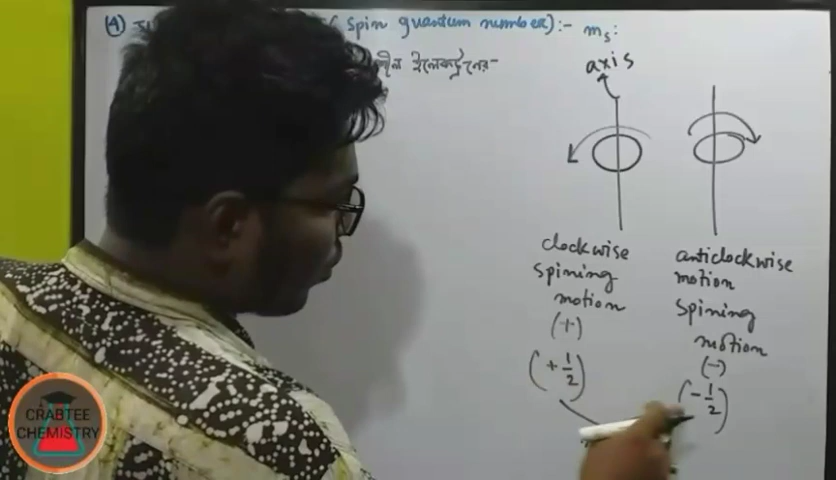 (4) (Spin quantum number):- ms:
ইলেকট্রনের-
axis
clockwise
spining
motion
(+)
(+ 1/2)
anticlockwise
motion
spining
motion
(-)
(- 1/2)
CRABTEE
CHEMISTRY